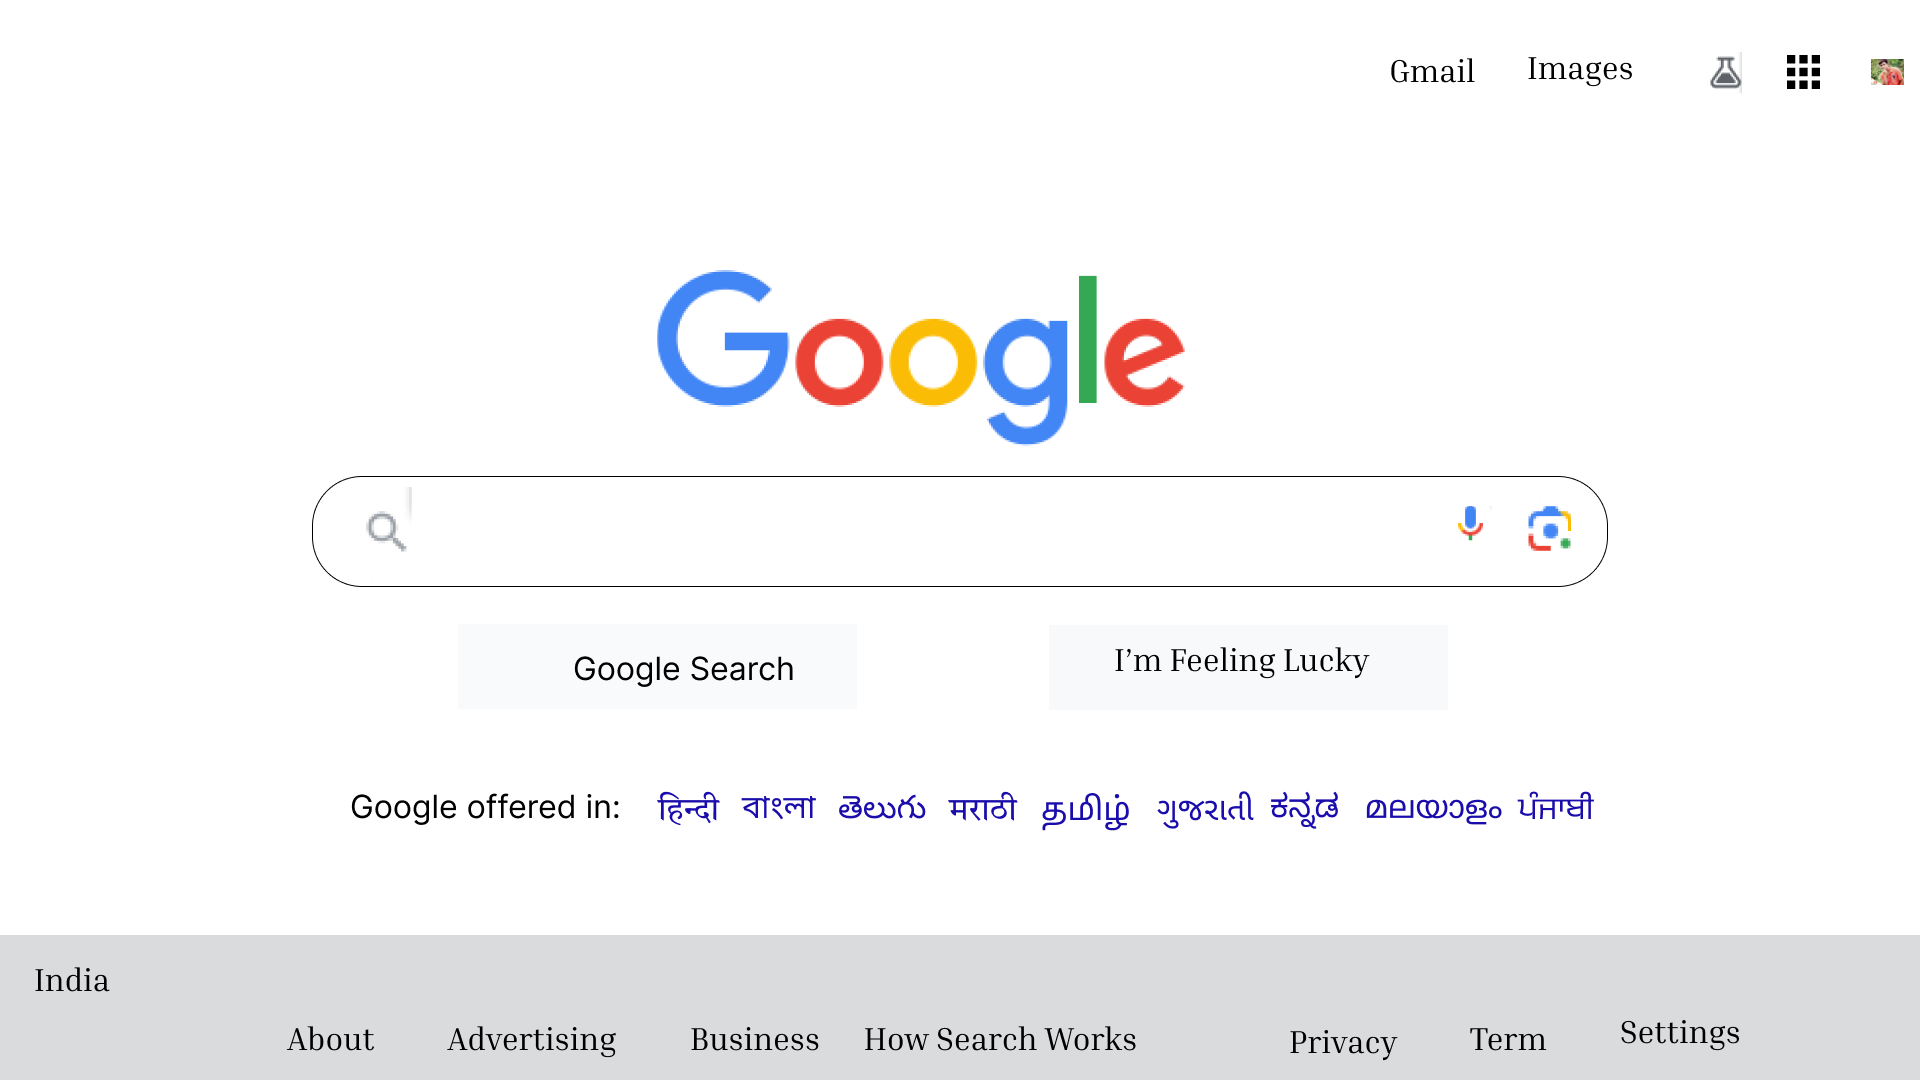 Gmail Images
Google
Google Search I’m Feeling Lucky
Google offered in: हिन्दी বাংলা తెలుగు मराठी தமிழ் ગુજરાતી ಕನ್ನಡ മലയാളം ਪੰਜਾਬੀ
India
About Advertising Business How Search Works Privacy Term Settings